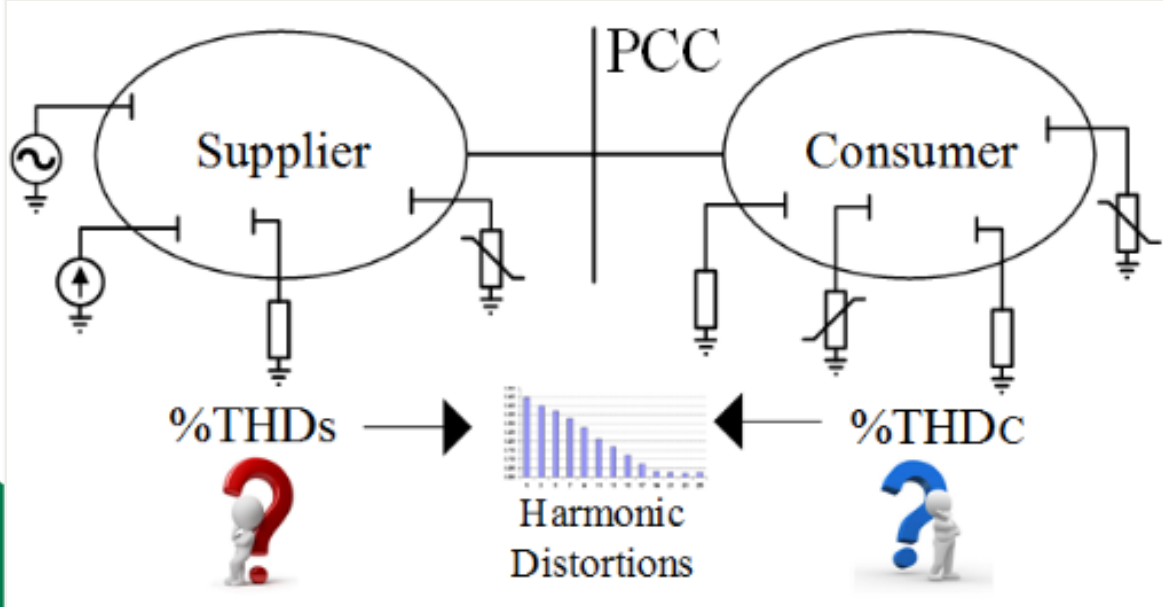 PCC
Supplier
Consumer
%THDs
%THDC
Harmonic
Distortions